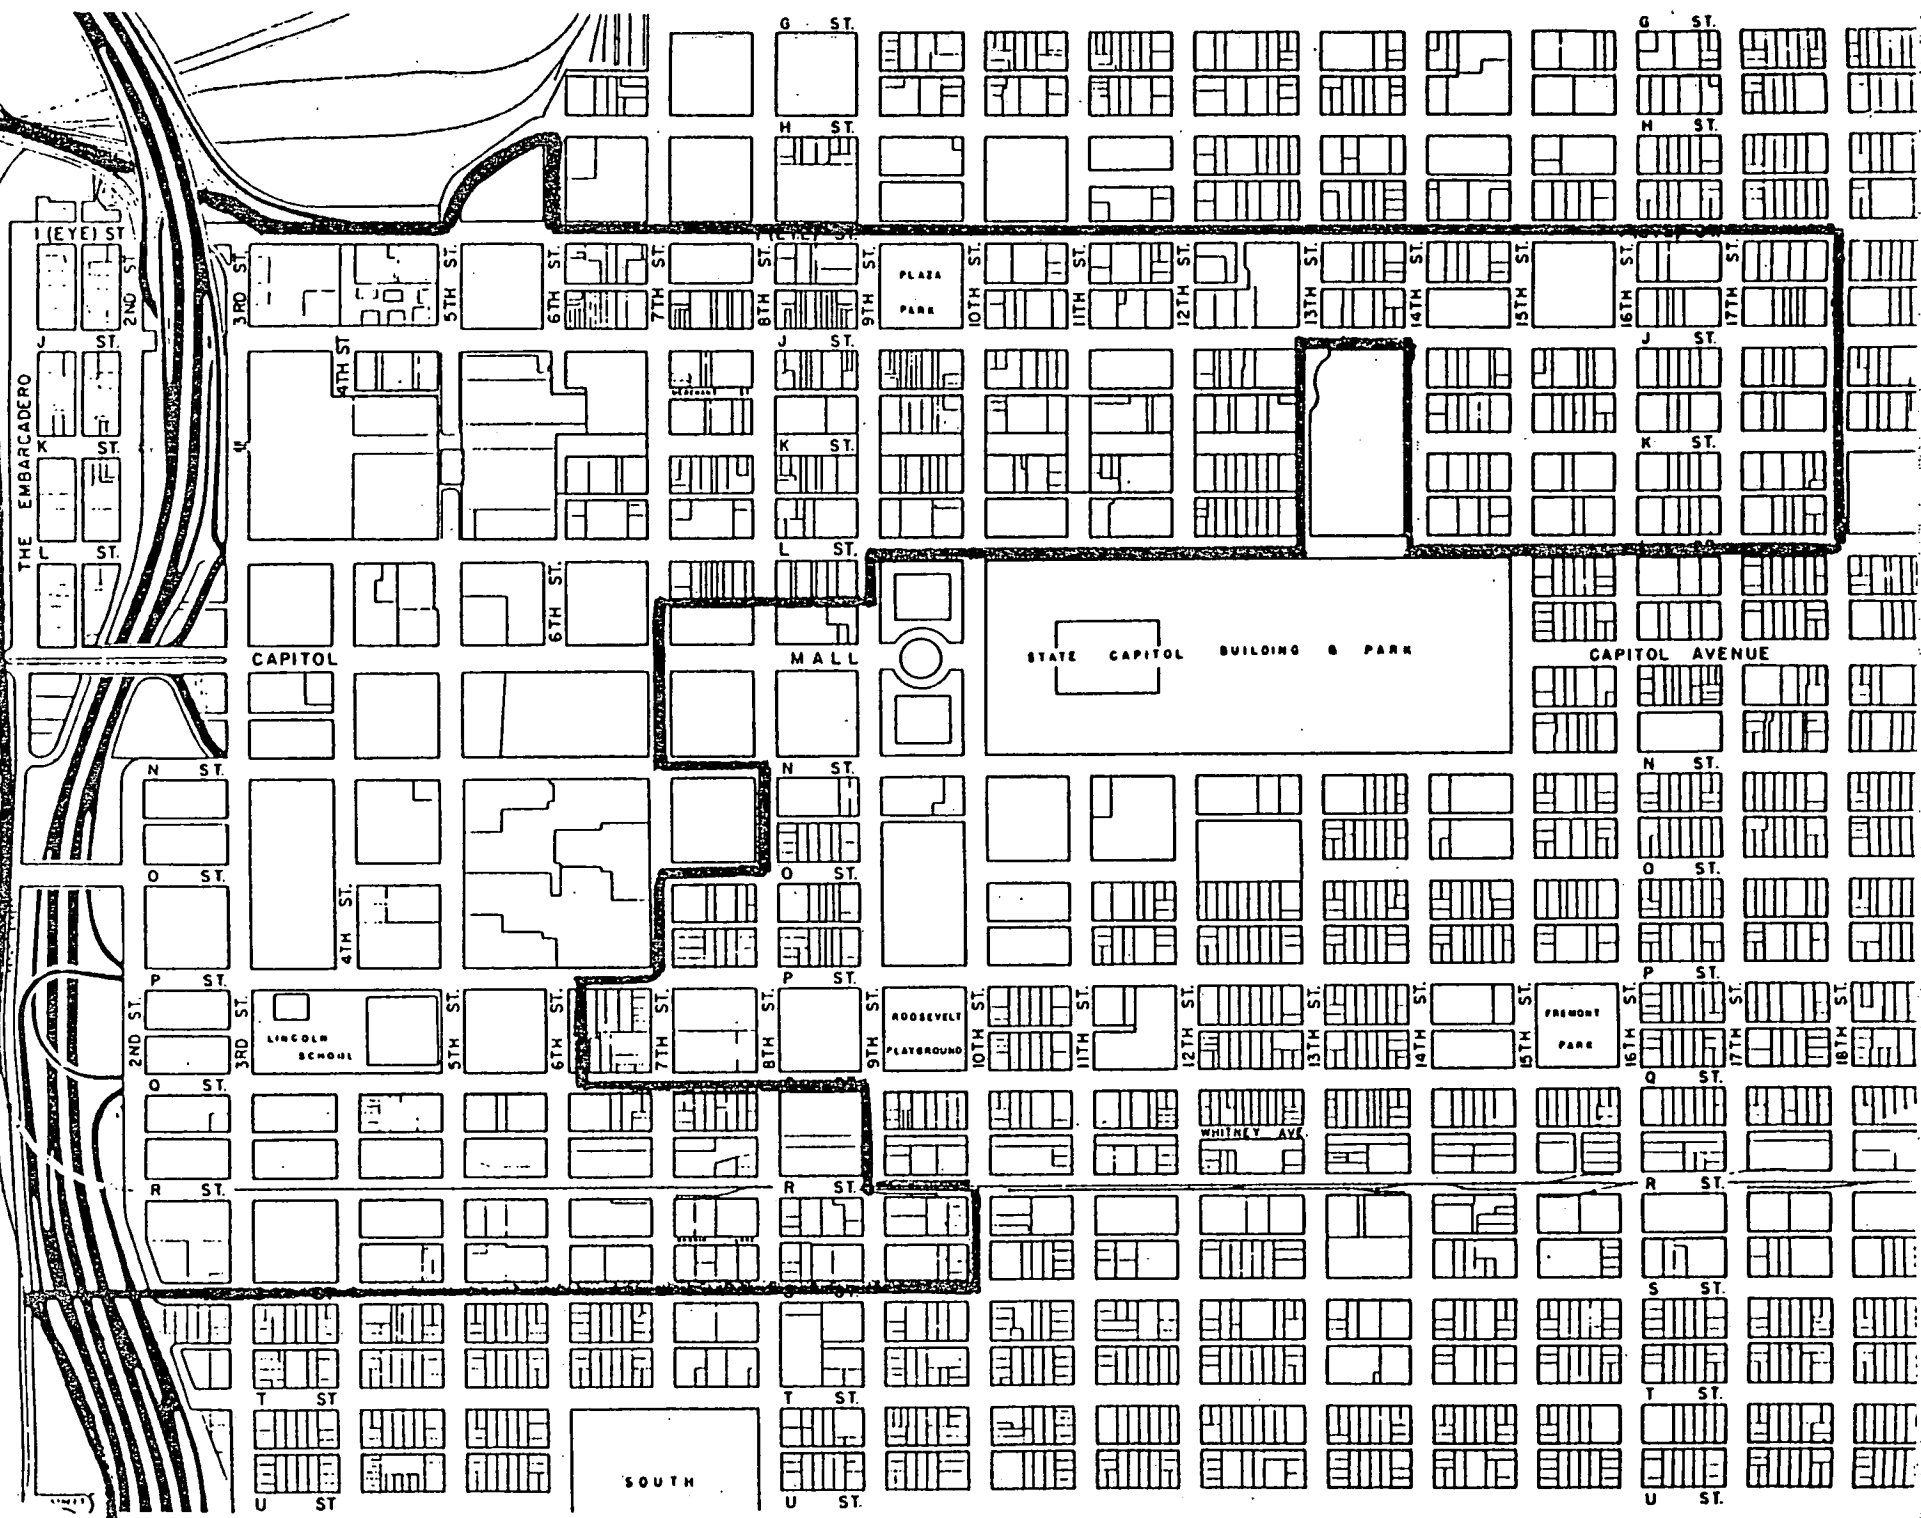 G ST.
G ST.
H ST.
H ST.
I (EYE) ST
(EYE) ST.
2ND ST.
3RD ST.
5TH ST.
6TH ST.
7TH ST.
8TH ST.
9TH ST.
PLAZA
PARK
10TH ST.
11TH ST.
12TH ST.
13TH ST.
14TH ST.
15TH ST.
16TH ST.
17TH ST.
J ST.
4TH ST
J ST.
J ST.
MERCHANT ST
THE EMBARCADERO
K ST.
K ST.
K ST.
L ST.
L ST.
6TH ST.
CAPITOL
MALL
STATE CAPITOL BUILDING & PARK
CAPITOL AVENUE
N ST.
N ST.
N ST.
O ST.
O ST.
O ST.
4TH ST.
P ST.
P ST.
P ST.
2ND ST.
3RD ST.
LINCOLN
SCHOOL
5TH ST.
6TH ST.
7TH ST.
8TH ST.
9TH ST.
ROOSEVELT
PLAYGROUND
10TH ST.
11TH ST.
12TH ST.
13TH ST.
14TH ST.
15TH ST.
FREMONT
PARK
16TH ST.
17TH ST.
18TH ST.
Q ST.
Q ST.
WHITNEY AVE.
R ST.
R ST.
R ST.
S ST.
S ST.
T ST
T ST.
T ST.
SOUTH
U ST
U ST.
U ST.